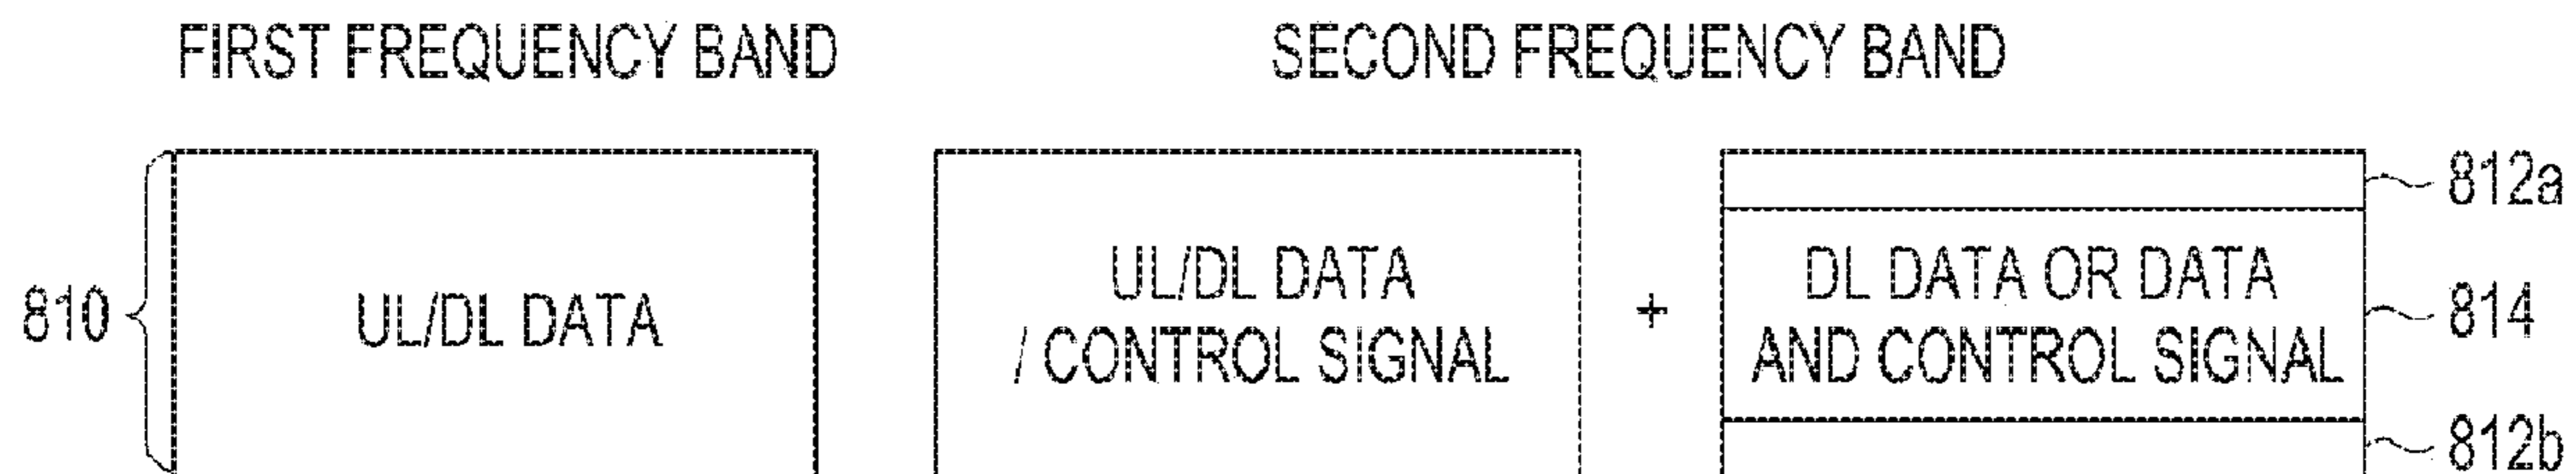 FIRST FREQUENCY BAND
SECOND FREQUENCY BAND
810
UL/DL DATA
UL/DL DATA
/ CONTROL SIGNAL
+
DL DATA OR DATA
AND CONTROL SIGNAL
812a
814
812b